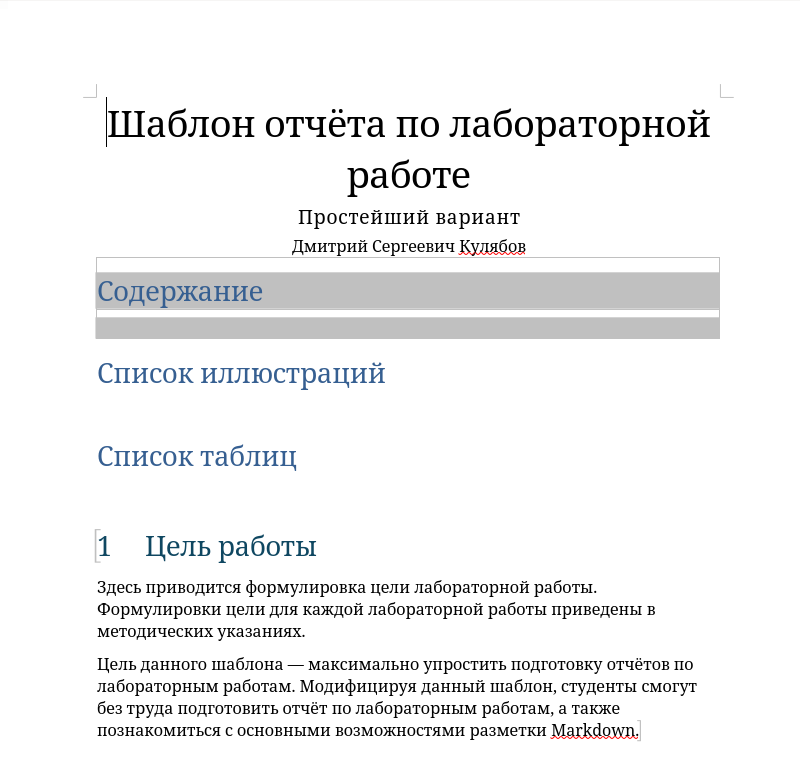 Шаблон отчёта по лабораторной
работе
Простейший вариант
Дмитрий Сергеевич Кулябов
Содержание
Список иллюстраций
Список таблиц
1 Цель работы
Здесь приводится формулировка цели лабораторной работы.
Формулировки цели для каждой лабораторной работы приведены в
методических указаниях.
Цель данного шаблона — максимально упростить подготовку отчётов по
лабораторным работам. Модифицируя данный шаблон, студенты смогут
без труда подготовить отчёт по лабораторным работам, а также
познакомиться с основными возможностями разметки Markdown.